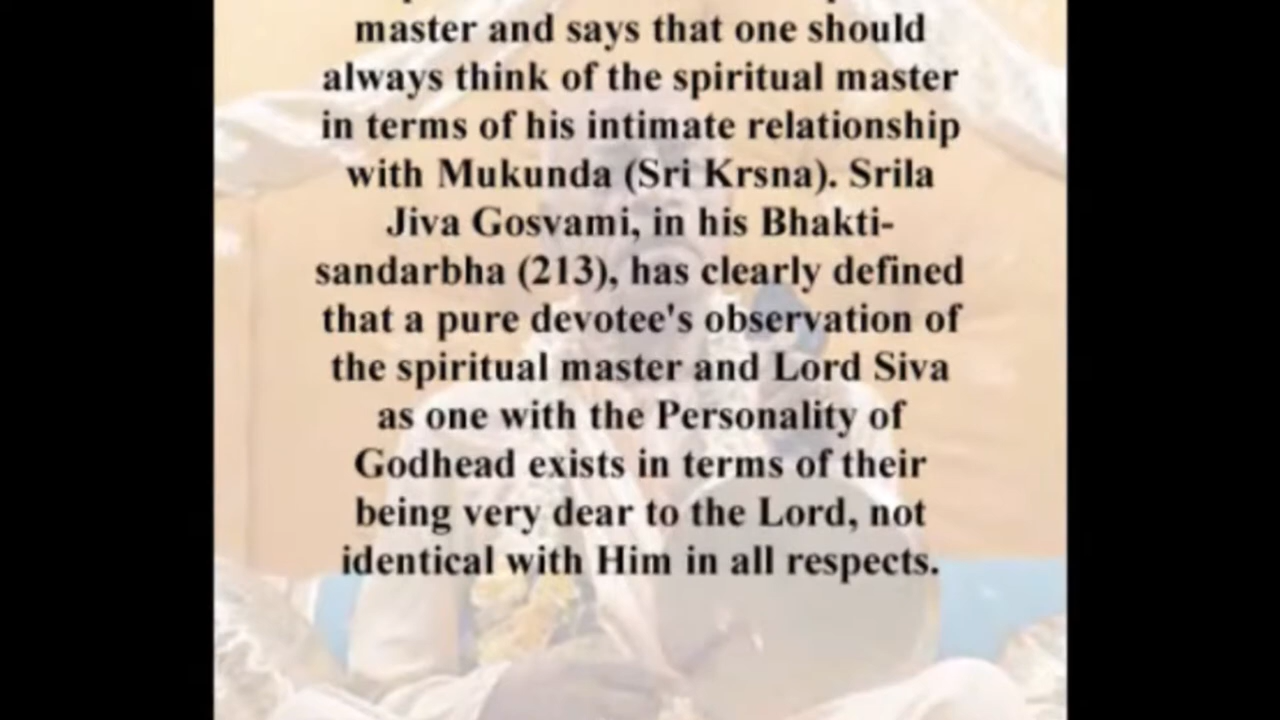 master and says that one should
always think of the spiritual master
in terms of his intimate relationship
with Mukunda (Sri Krsna). Srila
Jiva Gosvami, in his Bhakti-
sandarbha (213), has clearly defined
that a pure devotee's observation of
the spiritual master and Lord Siva
as one with the Personality of
Godhead exists in terms of their
being very dear to the Lord, not
identical with Him in all respects.